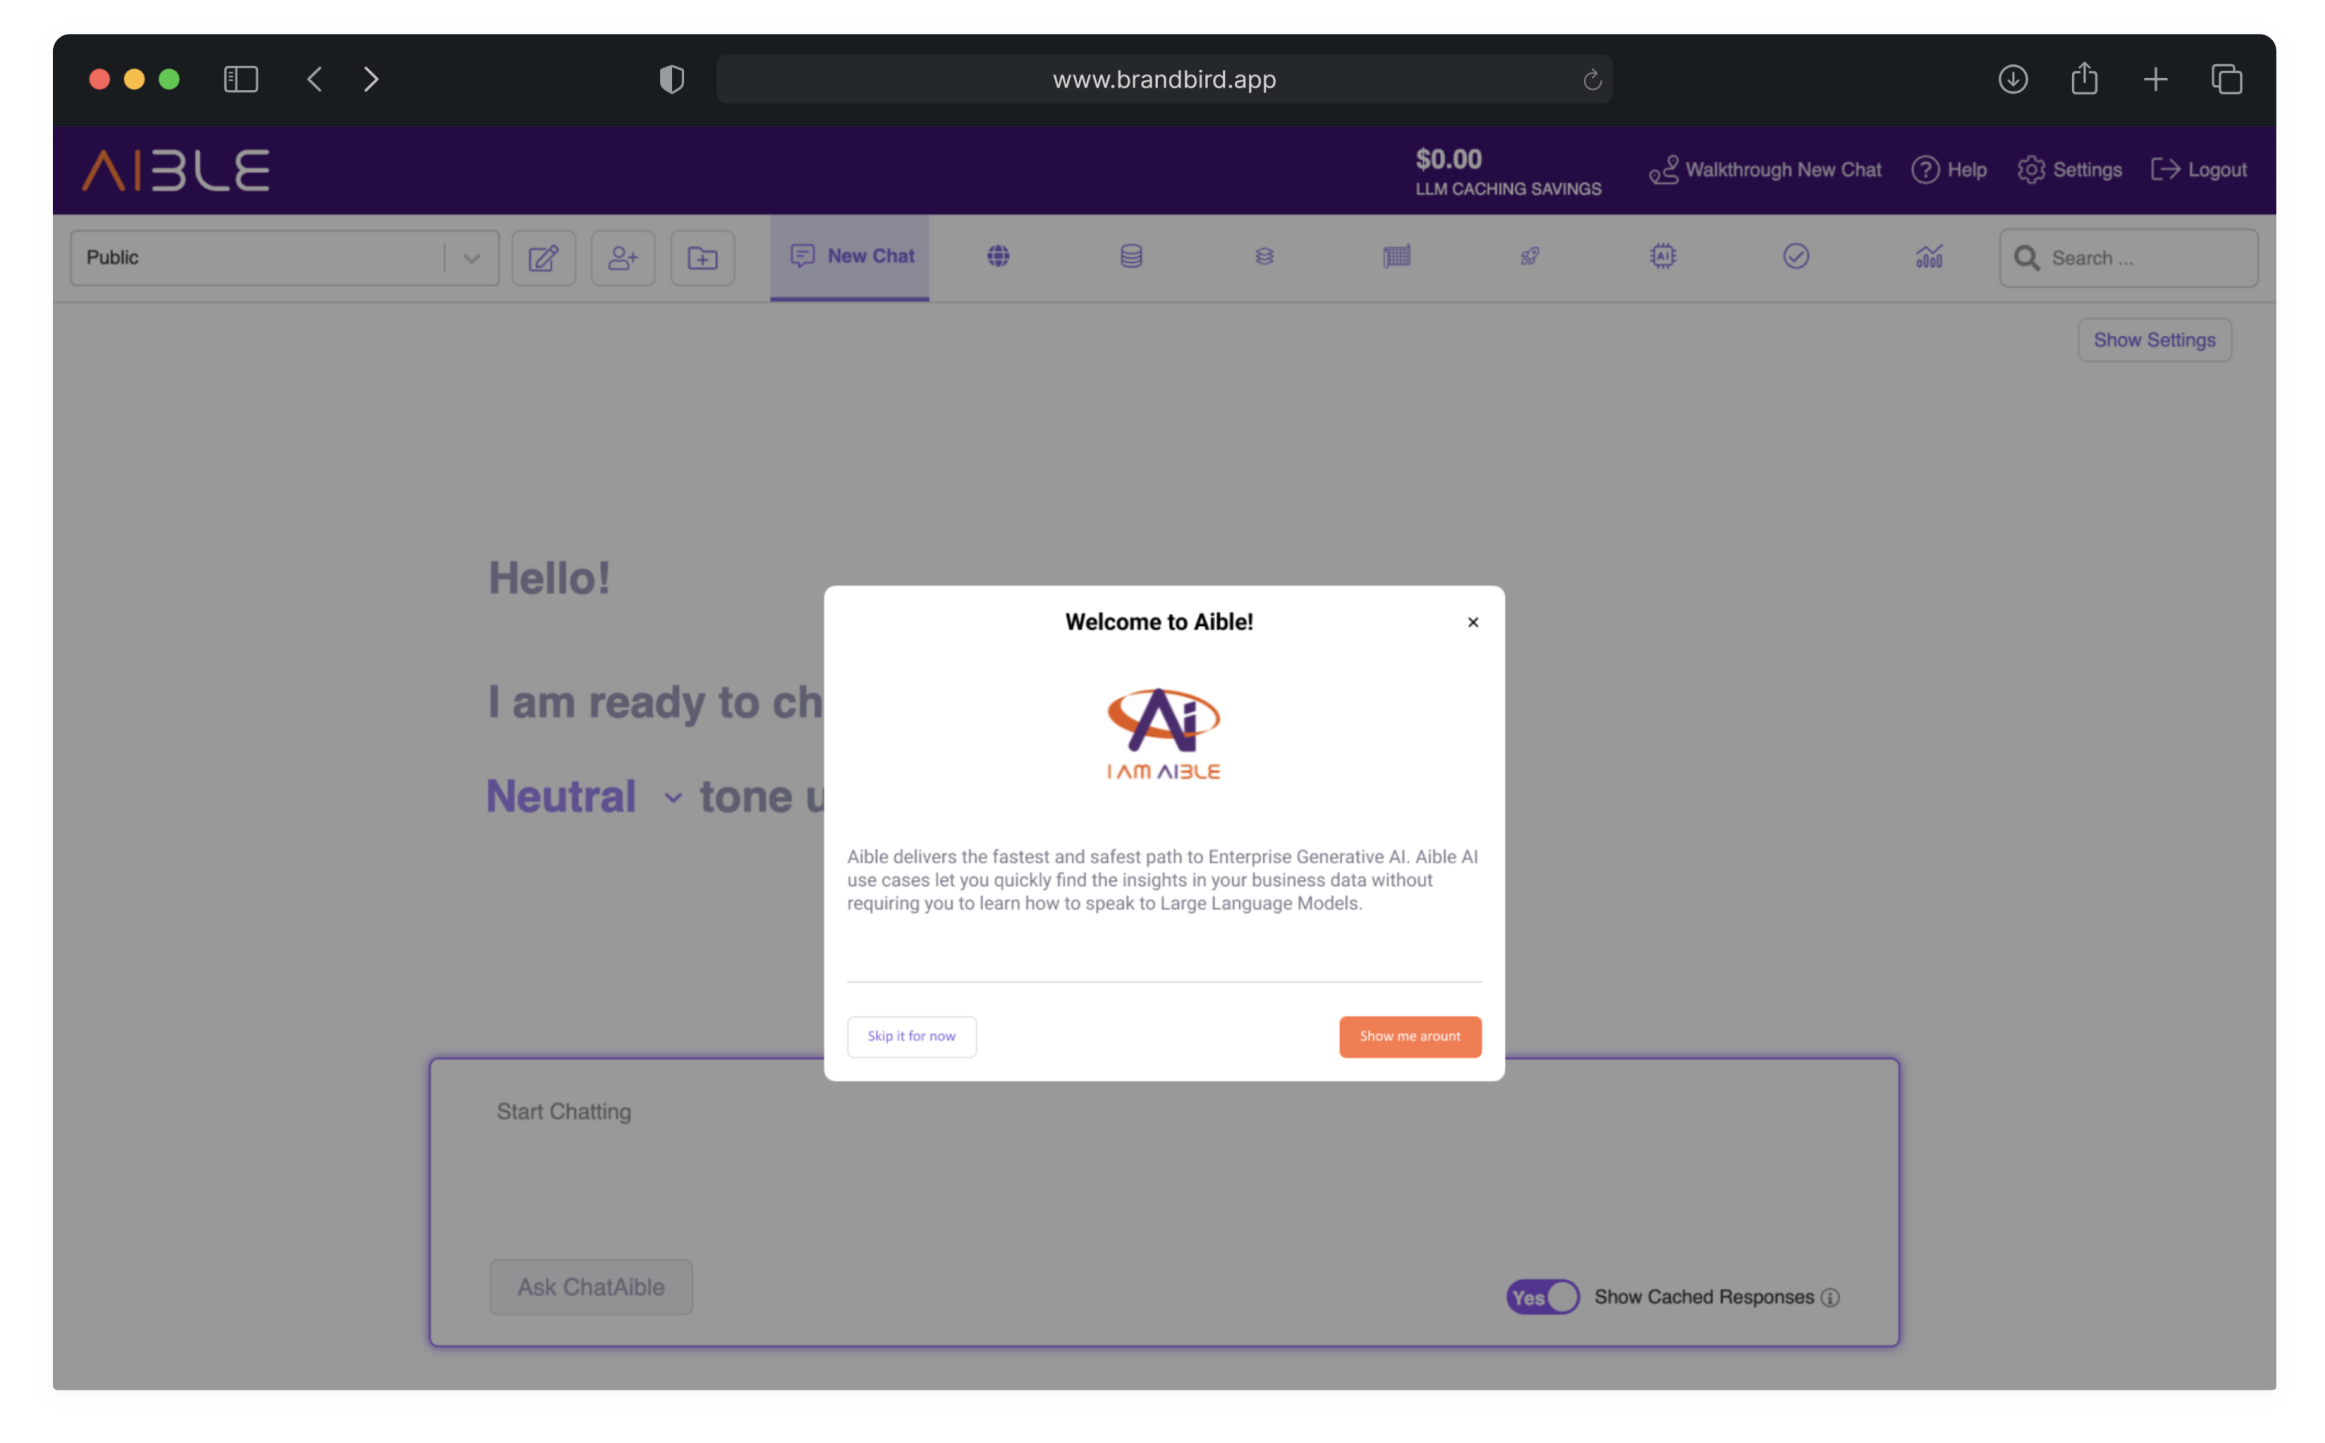 www.brandbird.app
AIBLE
$0.00
LLM CACHING SAVINGS
Walkthrough New Chat
Help
Settings
Logout
Public
New Chat
AI
Search ...
Show Settings
Hello!
I am ready to ch
Neutral tone u
Welcome to Aible!
×
Ai
I AM AIBLE
Aible delivers the fastest and safest path to Enterprise Generative AI. Aible AI
use cases let you quickly find the insights in your business data without
requiring you to learn how to speak to Large Language Models.
Skip it for now
Show me arount
Start Chatting
Ask ChatAible
Yes
Show Cached Responses